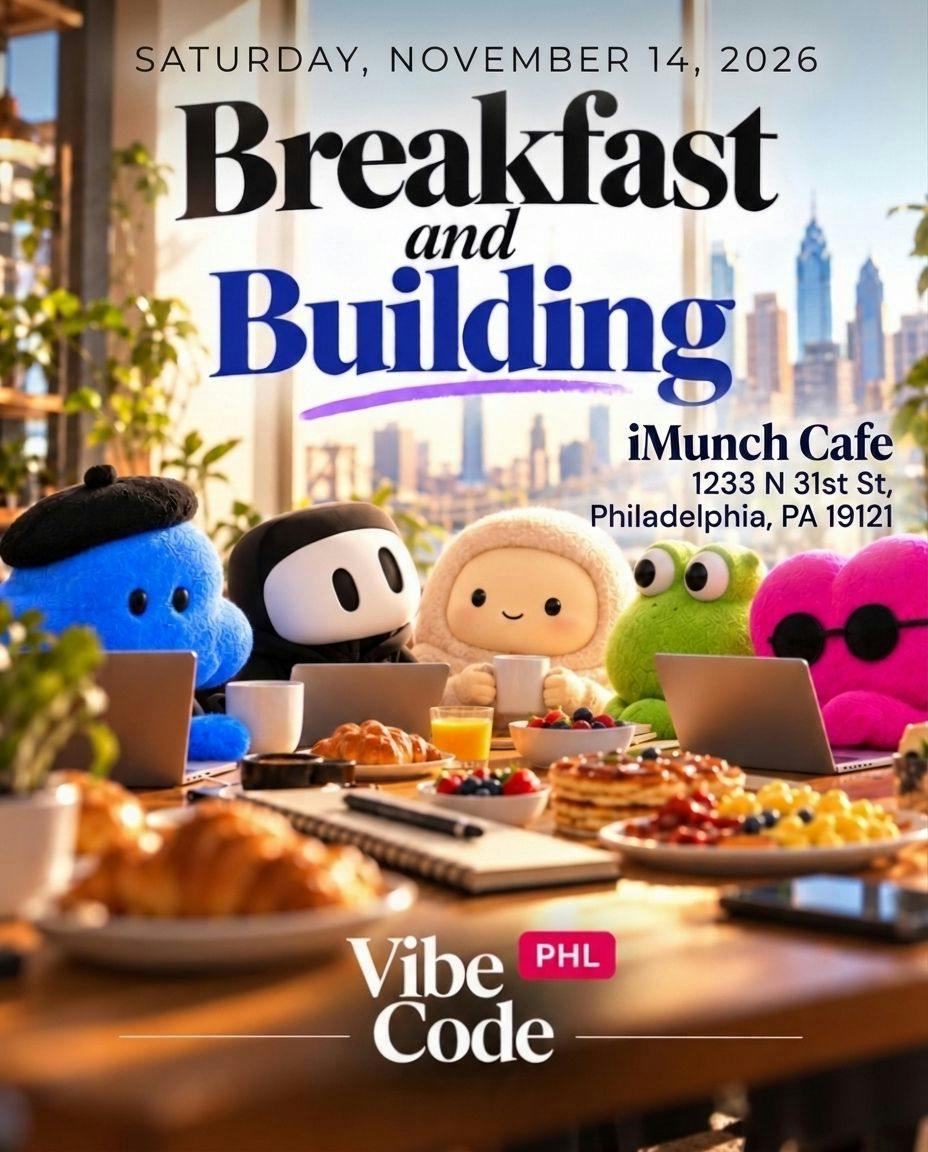 SATURDAY, NOVEMBER 14, 2026
Breakfast
and
Building
iMunch Cafe
1233 N 31st St,
Philadelphia, PA 19121
Vibe PHL
Code